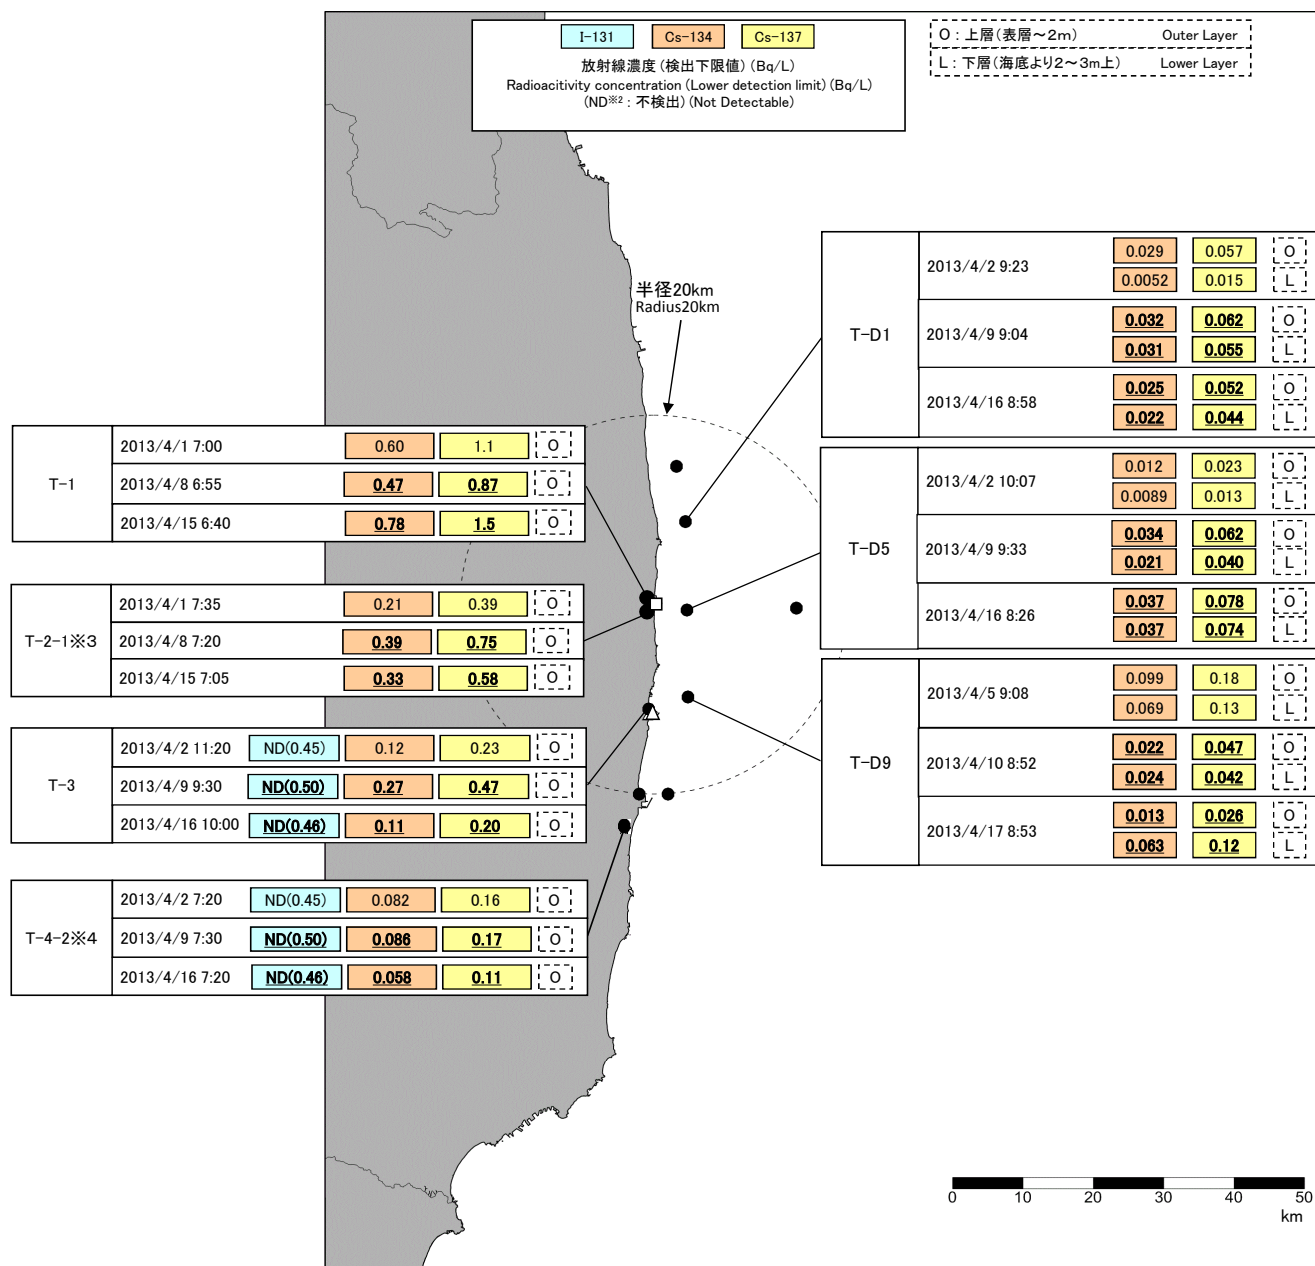 I-131 Cs-134 Cs-137
放射線濃度(検出下限値)(Bq/L)
Radioacitivity concentration(Lower detection limit)(Bq/L)
(ND※2:不検出)(Not Detectable)
O:上層(表層～2m) Outer Layer
L:下層(海底より2～3m上) Lower Layer
半径20km
Radius20km
T-1
2013/4/1 7:00 0.60 1.1 O
2013/4/8 6:55 0.47 0.87 O
2013/4/15 6:40 0.78 1.5 O
T-2-1※3
2013/4/1 7:35 0.21 0.39 O
2013/4/8 7:20 0.39 0.75 O
2013/4/15 7:05 0.33 0.58 O
T-3
2013/4/2 11:20 ND(0.45) 0.12 0.23 O
2013/4/9 9:30 ND(0.50) 0.27 0.47 O
2013/4/16 10:00 ND(0.46) 0.11 0.20 O
T-4-2※4
2013/4/2 7:20 ND(0.45) 0.082 0.16 O
2013/4/9 7:30 ND(0.50) 0.086 0.17 O
2013/4/16 7:20 ND(0.46) 0.058 0.11 O
T-D1
2013/4/2 9:23
0.029 0.057 O
0.0052 0.015 L
2013/4/9 9:04
0.032 0.062 O
0.031 0.055 L
2013/4/16 8:58
0.025 0.052 O
0.022 0.044 L
T-D5
2013/4/2 10:07
0.012 0.023 O
0.0089 0.013 L
2013/4/9 9:33
0.034 0.062 O
0.021 0.040 L
2013/4/16 8:26
0.037 0.078 O
0.037 0.074 L
T-D9
2013/4/5 9:08
0.099 0.18 O
0.069 0.13 L
2013/4/10 8:52
0.022 0.047 O
0.024 0.042 L
2013/4/17 8:53
0.013 0.026 O
0.063 0.12 L
0 10 20 30 40 50
km